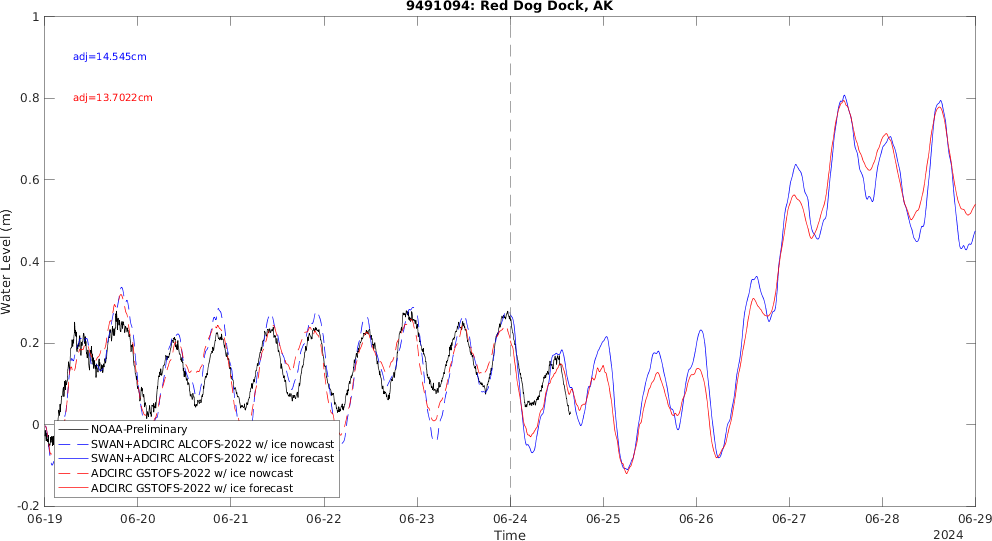 9491094: Red Dog Dock, AK
adj=14.545cm
adj=13.7022cm
Water Level (m)
1
0.8
0.6
0.4
0.2
0
-0.2
NOAA-Preliminary
SWAN+ADCIRC ALCOFS-2022 w/ ice nowcast
SWAN+ADCIRC ALCOFS-2022 w/ ice forecast
ADCIRC GSTOFS-2022 w/ ice nowcast
ADCIRC GSTOFS-2022 w/ ice forecast
06-19 06-20 06-21 06-22 06-23 06-24 06-25 06-26 06-27 06-28 06-29
Time
2024